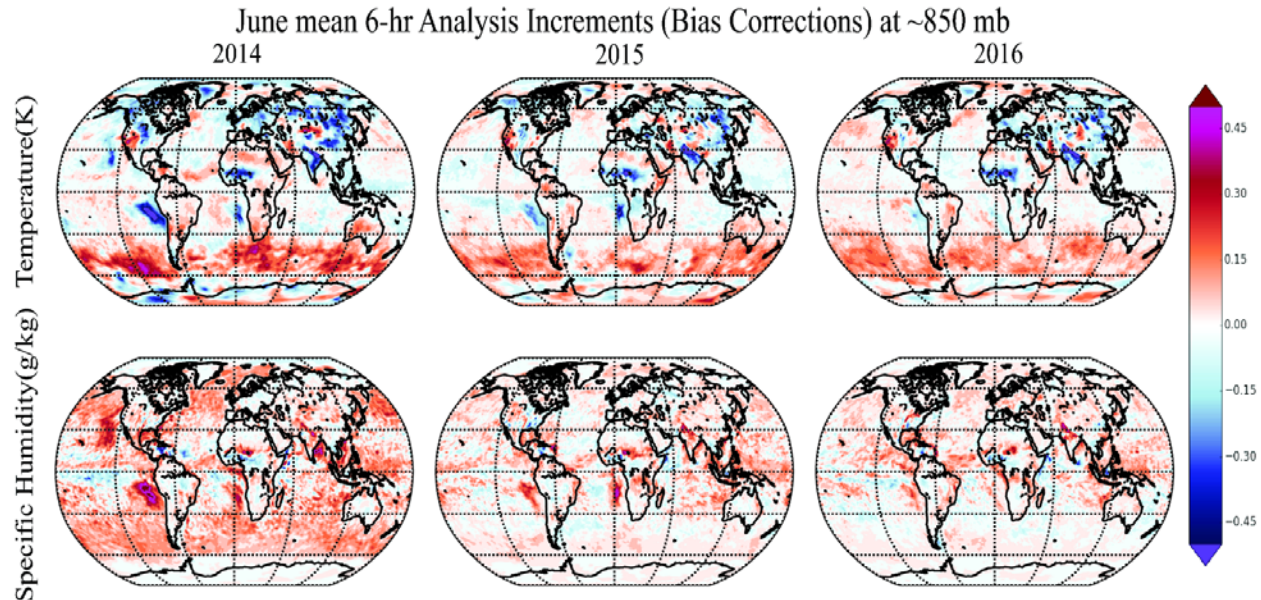 June mean 6-hr Analysis Increments (Bias Corrections) at ~850 mb
2014 2015 2016
Temperature(K)
Specific Humidity(g/kg)
0.45
0.30
0.15
0.00
−0.15
−0.30
−0.45